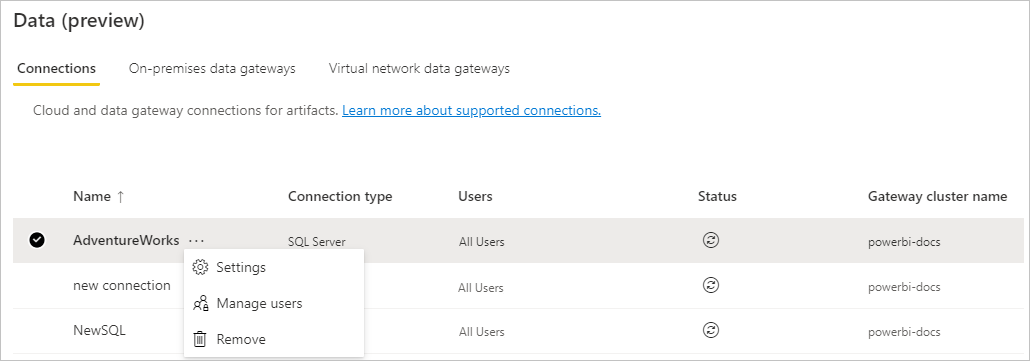 Data (preview)
Connections On-premises data gateways Virtual network data gateways
Cloud and data gateway connections for artifacts. Learn more about supported connections.
Name ↑ Connection type Users Status Gateway cluster name
AdventureWorks ··· SQL Server All Users powerbi-docs
Settings
new connection All Users powerbi-docs
Manage users
NewSQL All Users powerbi-docs
Remove